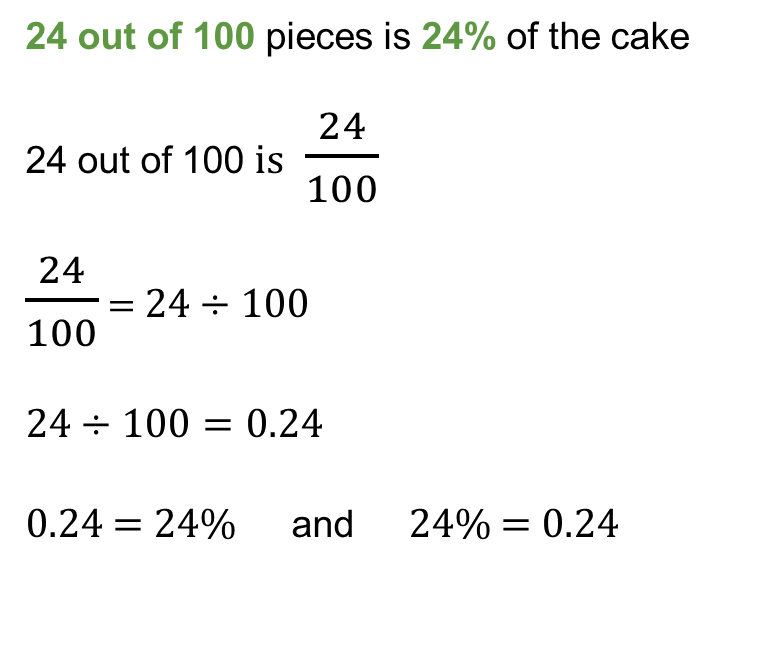 24 out of 100 pieces is 24% of the cake
24 out of 100 is 24/100
24/100 = 24 ÷ 100
24 ÷ 100 = 0.24
0.24 = 24% and 24% = 0.24